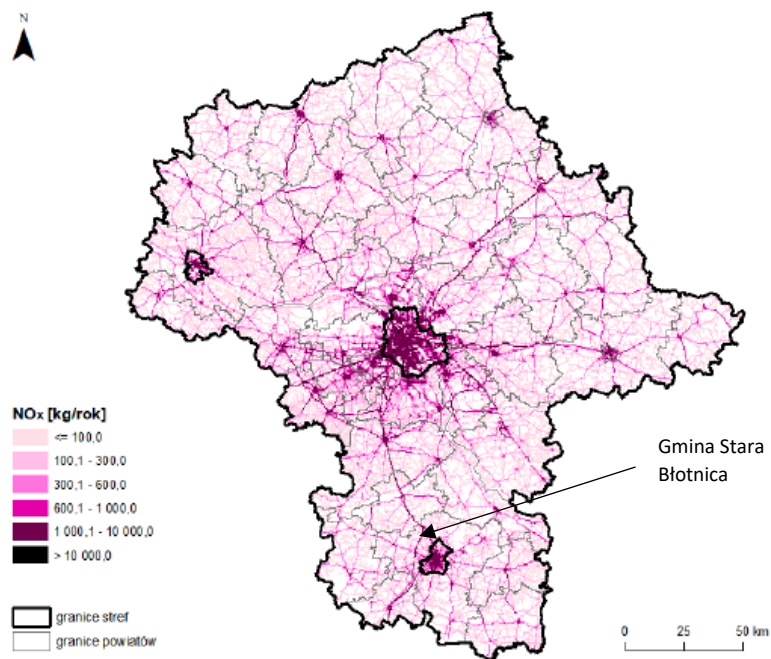 N
NOx [kg/rok]
<= 100,0
100,1 - 300,0
300,1 - 600,0
600,1 - 1 000,0
1 000,1 - 10 000,0
> 10 000,0
Gmina Stara
Błotnica
granice stref
granice powiatów
0 25 50 km